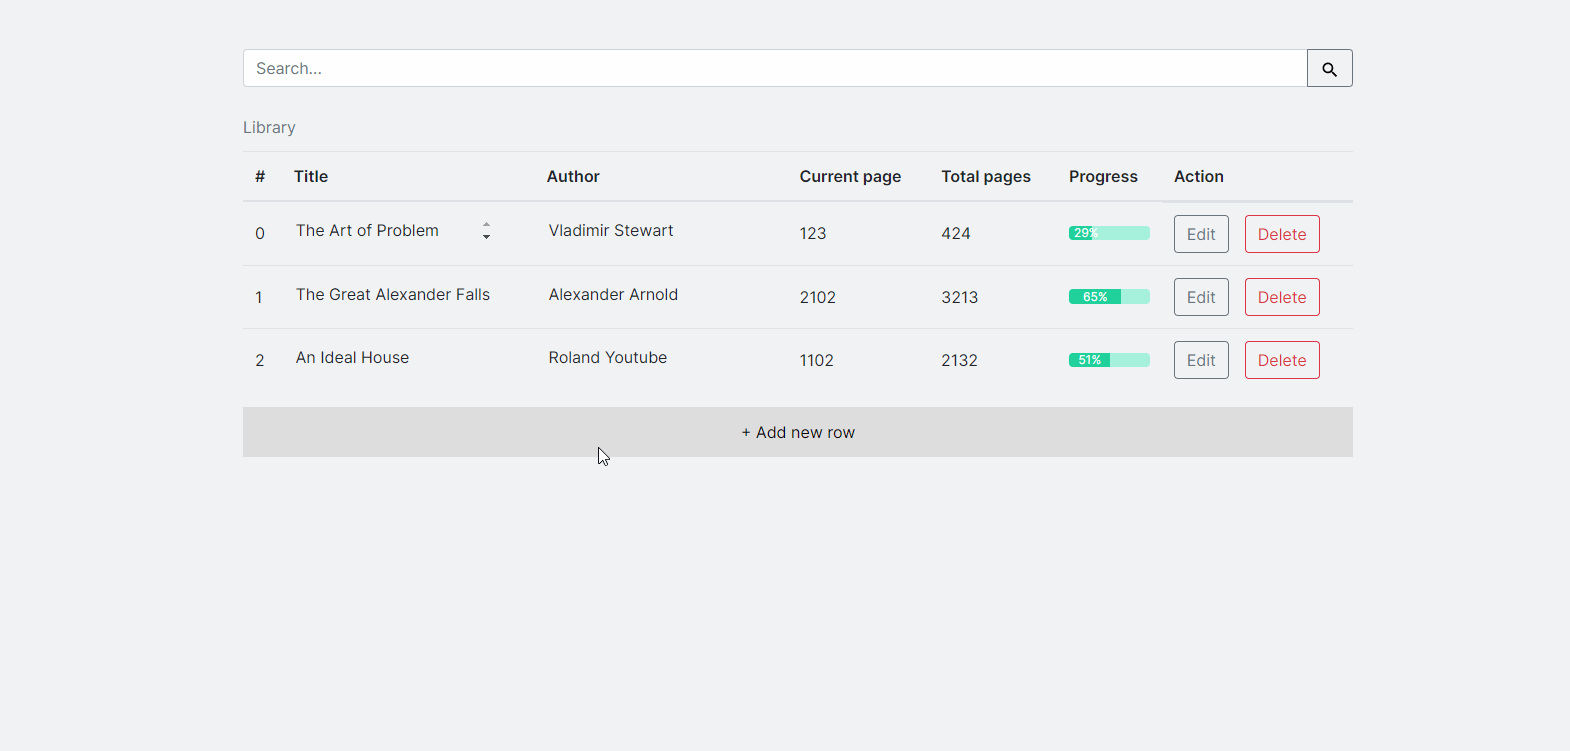 Search...
Library
# Title Author Current page Total pages Progress Action
0 The Art of Problem Vladimir Stewart 123 424 29% Edit Delete
1 The Great Alexander Falls Alexander Arnold 2102 3213 65% Edit Delete
2 An Ideal House Roland Youtube 1102 2132 51% Edit Delete
+ Add new row